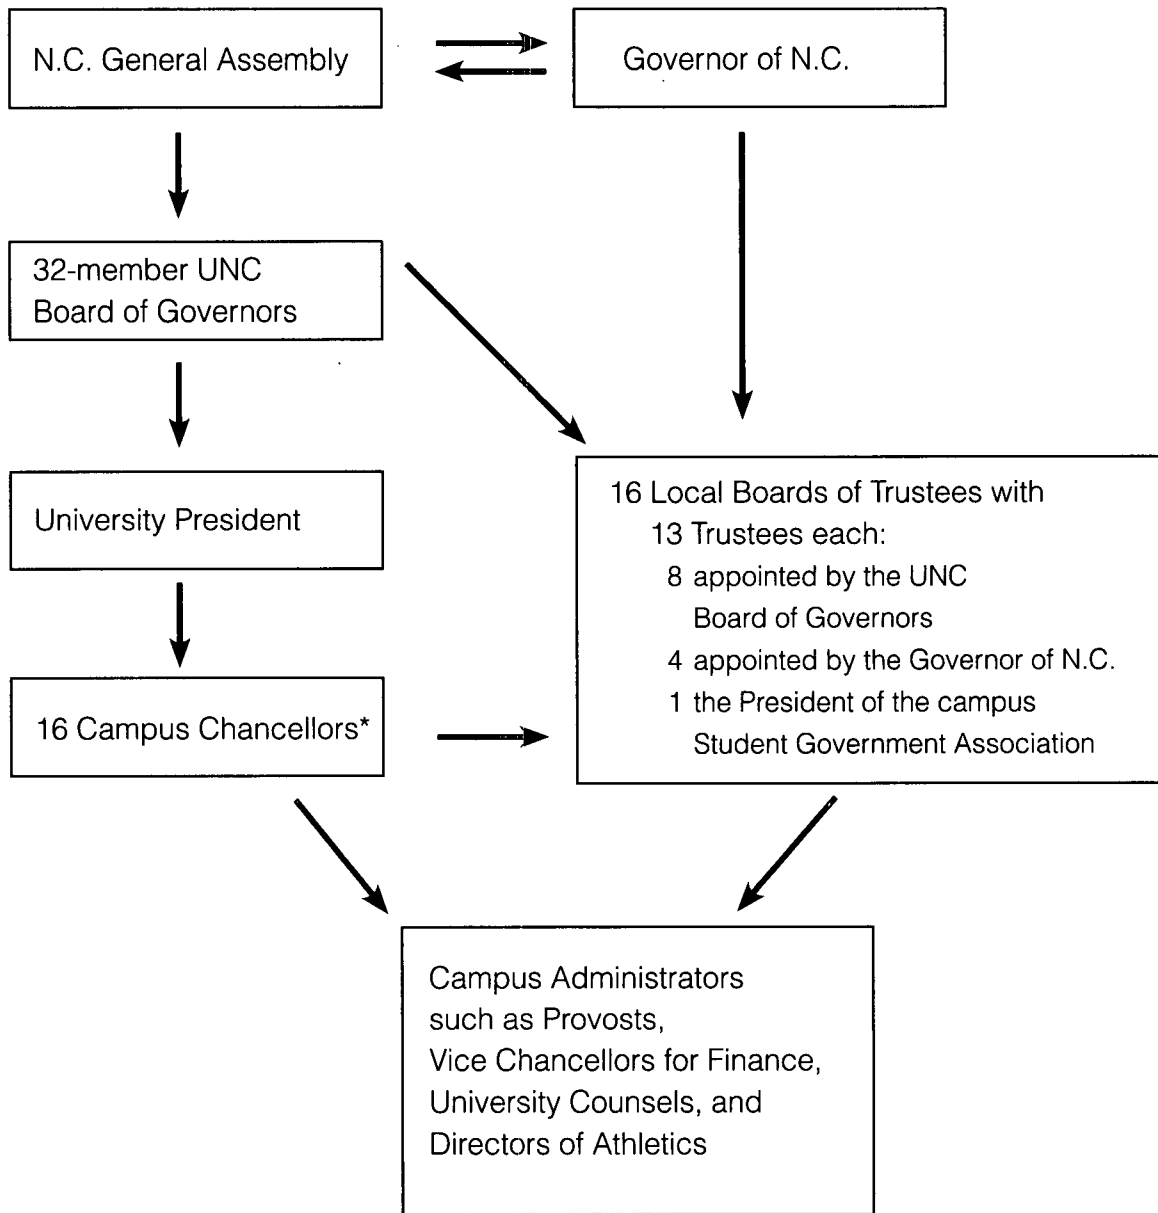 N.C. General Assembly
Governor of N.C.
32-member UNC
Board of Governors
University President
16 Campus Chancellors*
16 Local Boards of Trustees with
13 Trustees each:
8 appointed by the UNC
Board of Governors
4 appointed by the Governor of N.C.
1 the President of the campus
Student Government Association
Campus Administrators
such as Provosts,
Vice Chancellors for Finance,
University Counsels, and
Directors of Athletics